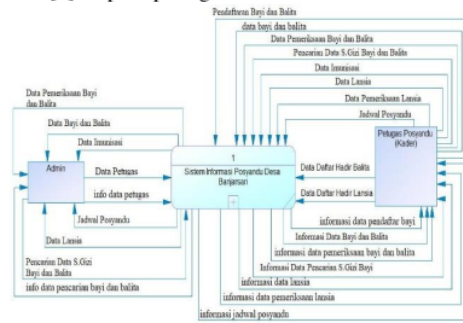 Pendaftaran Bayi dan Balita
data bayi dan balita
Data Pemeriksaan Bayi dan Balita
Pencarian Data S.Gizi Bayi dan Balita
Data Imunisasi
Data Lansia
Data Pemeriksaan Lansia
Jadwal Posyandu
Data Pemeriksaan Bayi
dan Balita
Data Bayi dan Balita
Data Imunisasi
Admin
Data Petugas
info data petugas
Jadwal Posyandu
Data Lansia
Pencarian Data S.Gizi
Bayi dan Balita
info data pencarian bayi dan balita
1
Sistem Informasi Posyandu Desa
Banjarsari
Petugas Posyandu
(Kader)
Data Daftar Hadir Balita
Data Daftar Hadir Lansia
informasi data pendaftar bayi
Informasi Data Bayi dan Balita
informasi data pemeriksaan bayi dan balita
Informasi Data Pencarian S.Gizi Bayi
informasi data lansia
informasi data pemeriksaan lansia
informasi jadwal posyandu